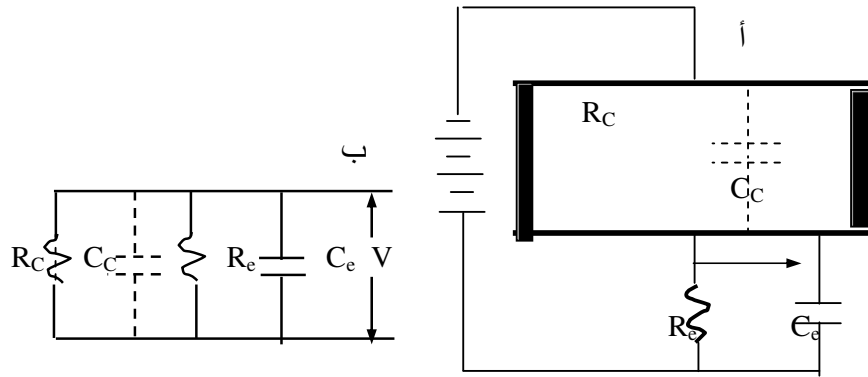 أ
R_C
C_C
R_e
C_e
ب
R_C C_C R_e C_e V